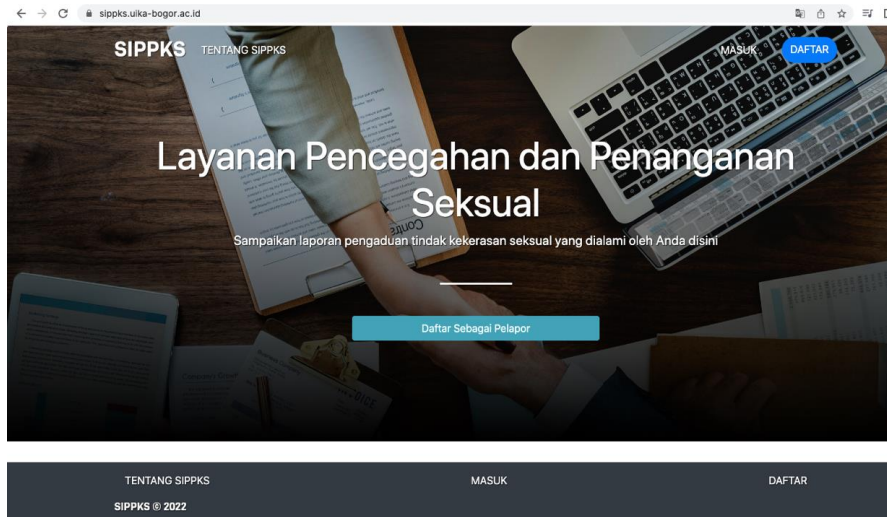 sippks.uika-bogor.ac.id
SIPPKS TENTANG SIPPKS MASUK DAFTAR
Layanan Pencegahan dan Penanganan
Seksual
Sampaikan laporan pengaduan tindak kekerasan seksual yang dialami oleh Anda disini
Daftar Sebagai Pelapor
TENTANG SIPPKS MASUK DAFTAR
SIPPKS © 2022